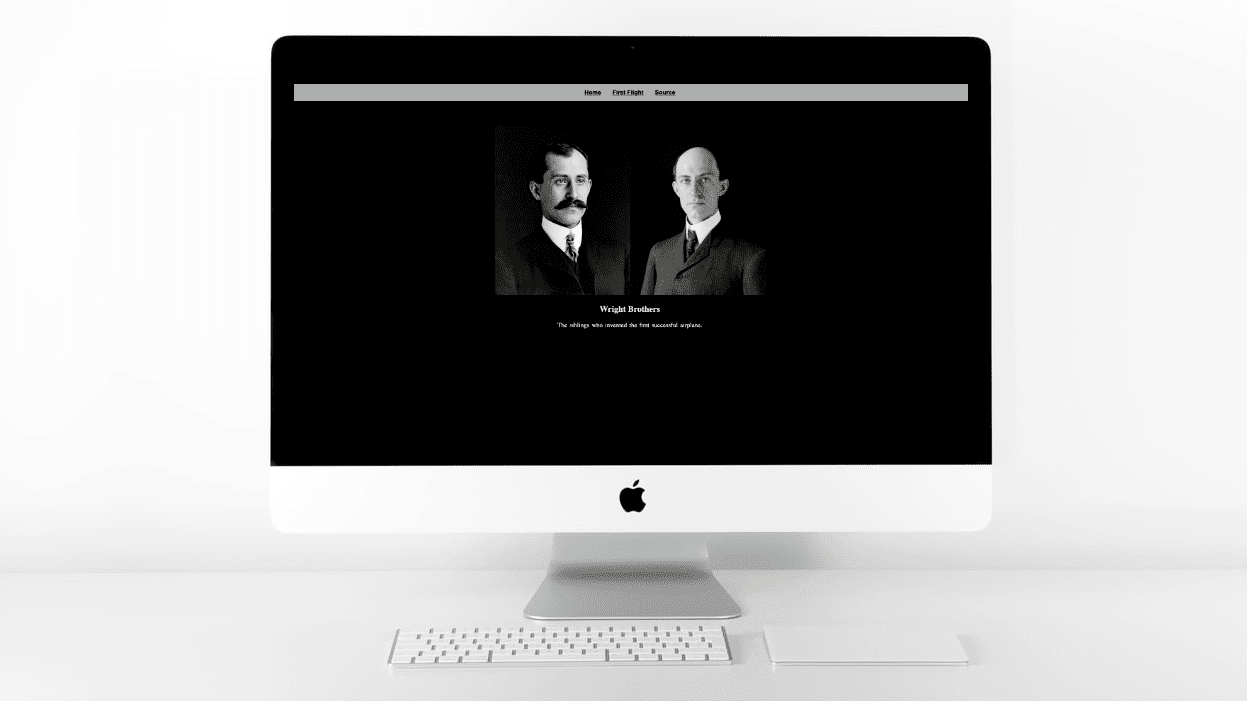 Home First Flight Source
Wright Brothers
The siblings who invented the first successful airplane.